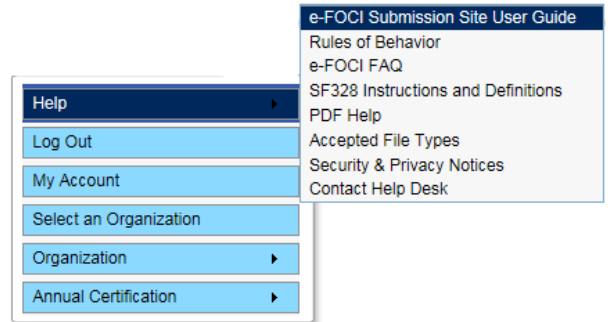 Help
Log Out
My Account
Select an Organization
Organization
Annual Certification
e-FOCI Submission Site User Guide
Rules of Behavior
e-FOCI FAQ
SF328 Instructions and Definitions
PDF Help
Accepted File Types
Security & Privacy Notices
Contact Help Desk